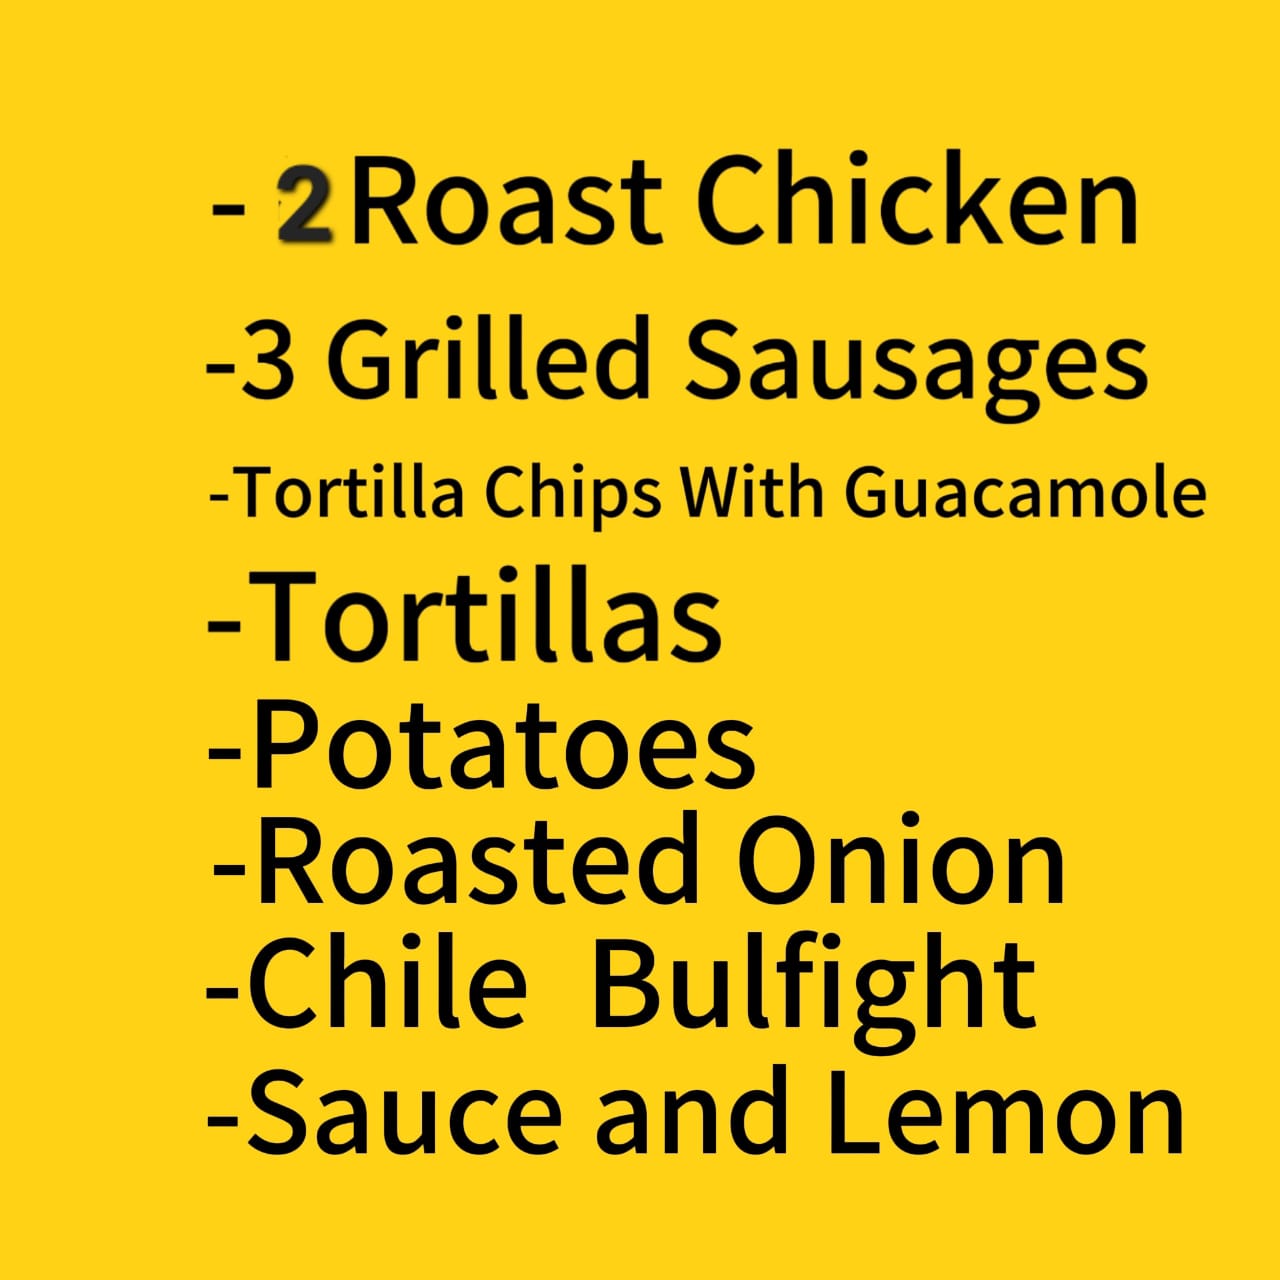 - 2 Roast Chicken
-3 Grilled Sausages
-Tortilla Chips With Guacamole
-Tortillas
-Potatoes
-Roasted Onion
-Chile  Bulfight
-Sauce and Lemon